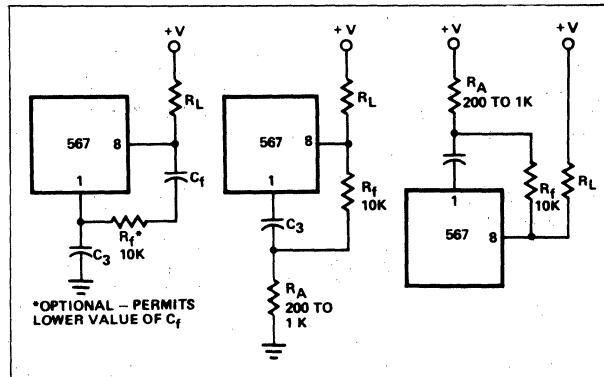 +V
RL
567
8
1
Cf
Rf*
10K
C3
*OPTIONAL – PERMITS
LOWER VALUE OF Cf
+V
RL
567
8
1
Rf
10K
C3
RA
200 TO
1 K
+V
RA
200 TO 1K
Rf
10K
RL
1
8
567